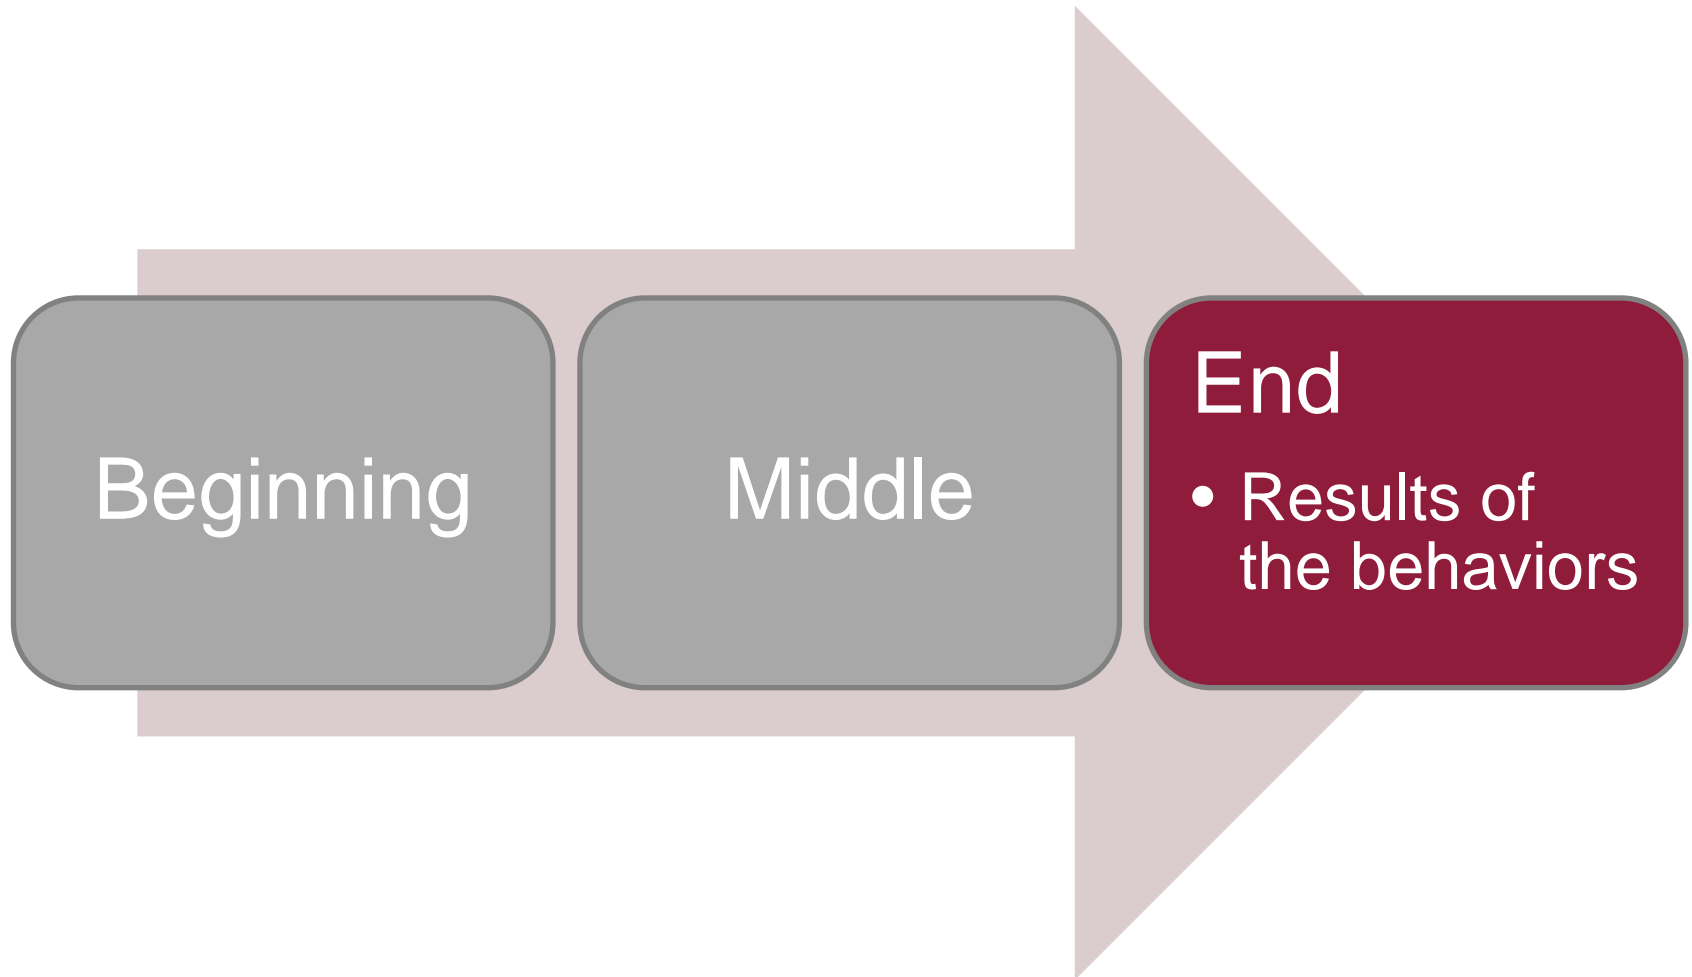 Beginning
Middle
End
• Results of
the behaviors